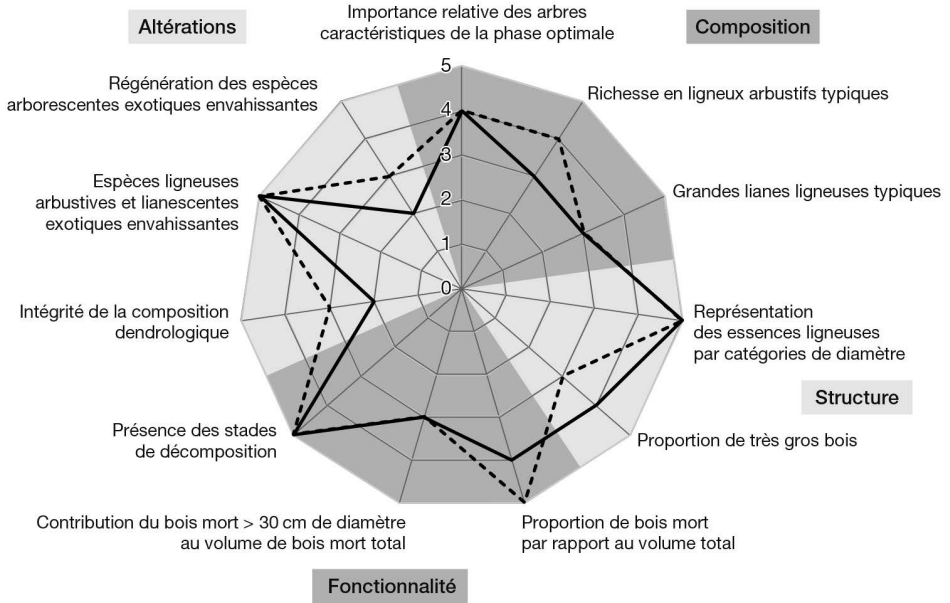 Importance relative des arbres
caractéristiques de la phase optimale
Altérations
Composition
Régénération des espèces
arborescentes exotiques envahissantes
Richesse en ligneux arbustifs typiques
Espèces ligneuses
arbustives et lianescentes
exotiques envahissantes
Grandes lianes ligneuses typiques
5
4
3
2
1
0
Intégrité de la composition
dendrologique
Représentation
des essences ligneuses
par catégories de diamètre
Structure
Présence des stades
de décomposition
Proportion de très gros bois
Contribution du bois mort > 30 cm de diamètre
au volume de bois mort total
Proportion de bois mort
par rapport au volume total
Fonctionnalité